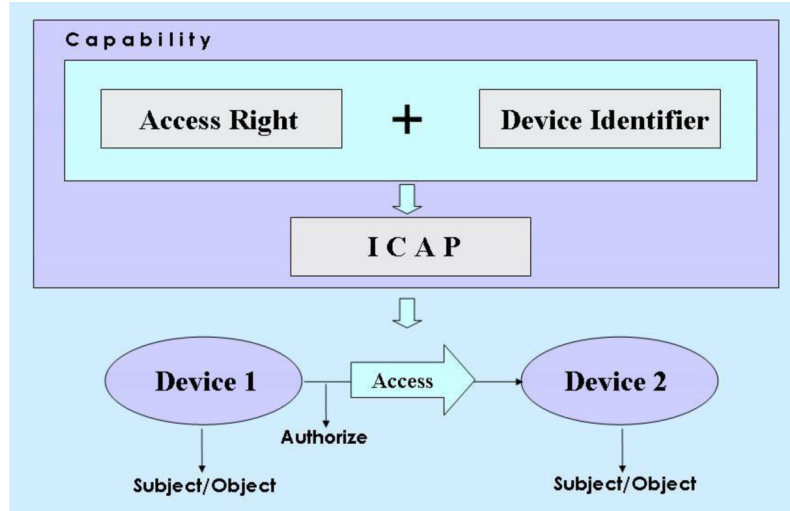 Capability
Access Right + Device Identifier
ICAP
Device 1 Access Device 2
Authorize
Subject/Object Subject/Object